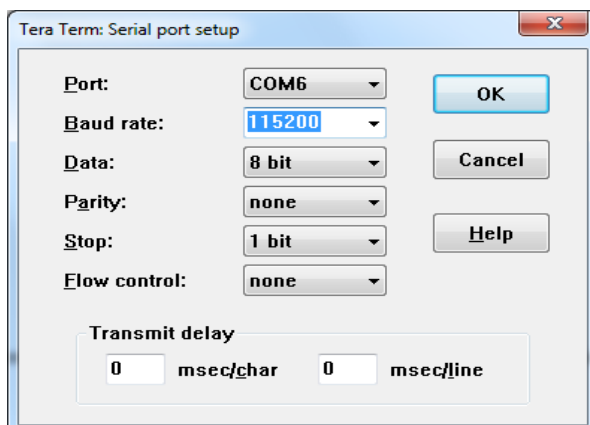 Tera Term: Serial port setup
Port: COM6 OK
Baud rate: 115200
Data: 8 bit Cancel
Parity: none
Stop: 1 bit Help
Flow control: none
Transmit delay
0 msec/char 0 msec/line